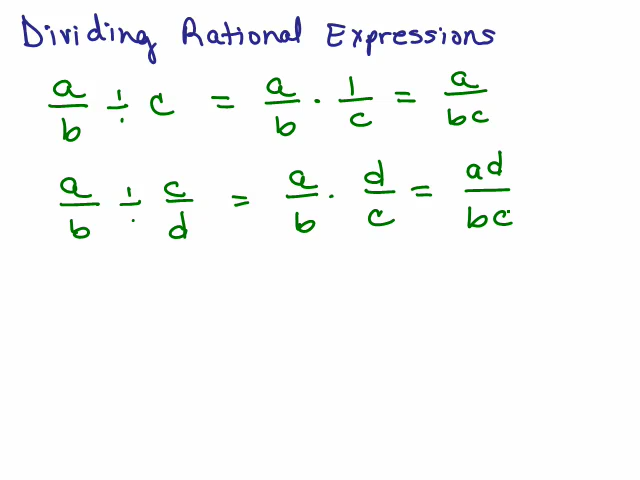 Dividing Rational Expressions
a/b ÷ c = a/b · 1/c = a/bc
a/b ÷ c/d = a/b · d/c = ad/bc